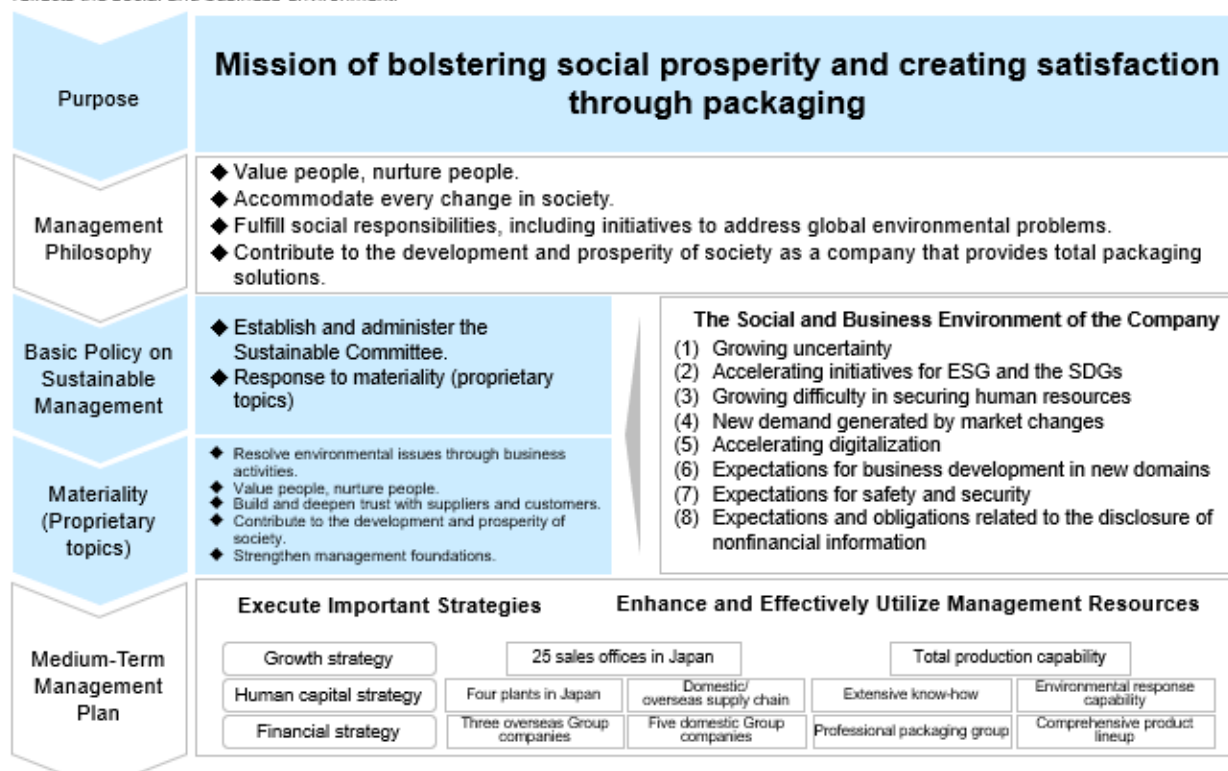 Purpose
Mission of bolstering social prosperity and creating satisfaction
through packaging
Management
Philosophy
◆ Value people, nurture people.
◆ Accommodate every change in society.
◆ Fulfill social responsibilities, including initiatives to address global environmental problems.
◆ Contribute to the development and prosperity of society as a company that provides total packaging
solutions.
Basic Policy on
Sustainable
Management
◆ Establish and administer the
Sustainable Committee.
◆ Response to materiality (proprietary
topics)
Materiality
(Proprietary
topics)
◆ Resolve environmental issues through business
activities.
◆ Value people, nurture people.
◆ Build and deepen trust with suppliers and customers.
◆ Contribute to the development and prosperity of
society.
◆ Strengthen management foundations.
The Social and Business Environment of the Company
(1) Growing uncertainty
(2) Accelerating initiatives for ESG and the SDGs
(3) Growing difficulty in securing human resources
(4) New demand generated by market changes
(5) Accelerating digitalization
(6) Expectations for business development in new domains
(7) Expectations for safety and security
(8) Expectations and obligations related to the disclosure of
nonfinancial information
Medium-Term
Management
Plan
Execute Important Strategies
Growth strategy
Human capital strategy
Financial strategy
Enhance and Effectively Utilize Management Resources
25 sales offices in Japan
Total production capability
Four plants in Japan
Domestic/
overseas supply chain
Extensive know-how
Environmental response
capability
Three overseas Group
companies
Five domestic Group
companies
Professional packaging group
Comprehensive product
lineup